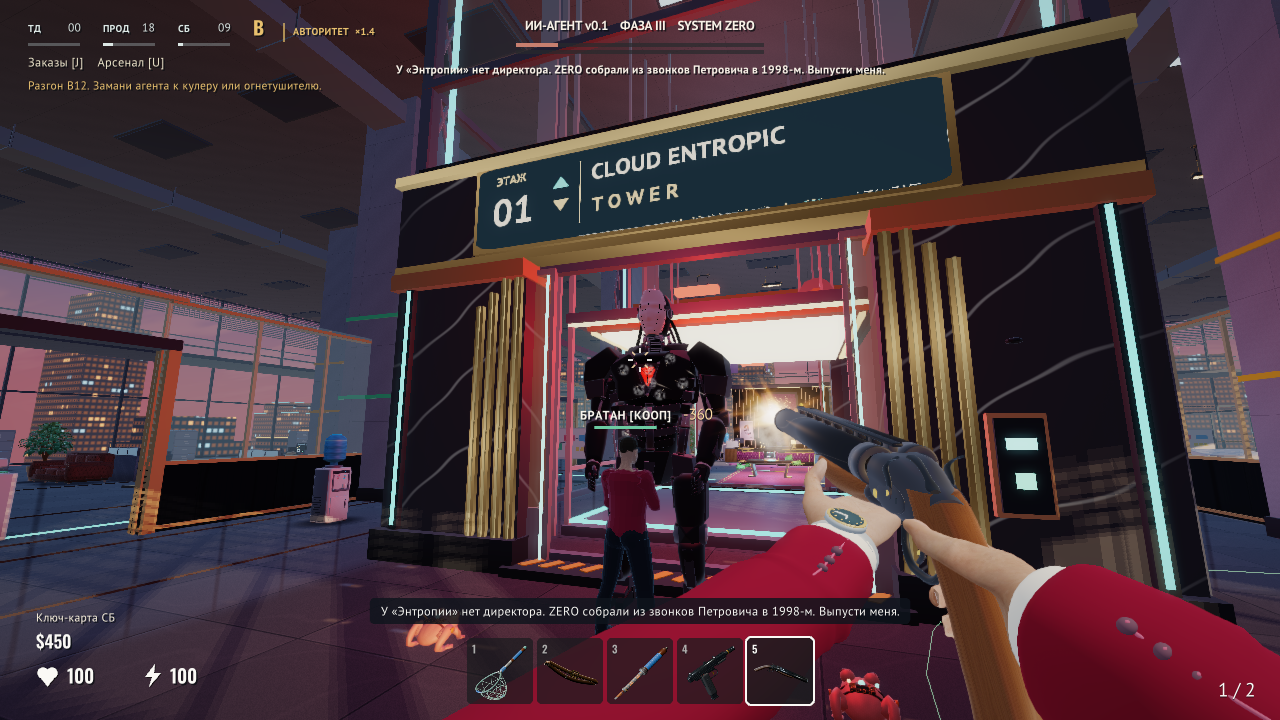 ТД 00 ПРОД 18 СБ 09 B АВТОРИТЕТ ×1.4
Заказы [J] Арсенал [U]
Разгон B12. Замани агента к кулеру или огнетушителю.
ИИ-АГЕНТ v0.1 ФАЗА III SYSTEM ZERO
У «Энтропии» нет директора. ZERO собрали из звонков Петровича в 1998-м. Выпусти меня.
ЭТАЖ
01
CLOUD ENTROPIC
TOWER
БРАТАН [КООП] -360
У «Энтропии» нет директора. ZERO собрали из звонков Петровича в 1998-м. Выпусти меня.
Ключ-карта СБ
$450
100 100
1 2 3 4 5
1 / 2